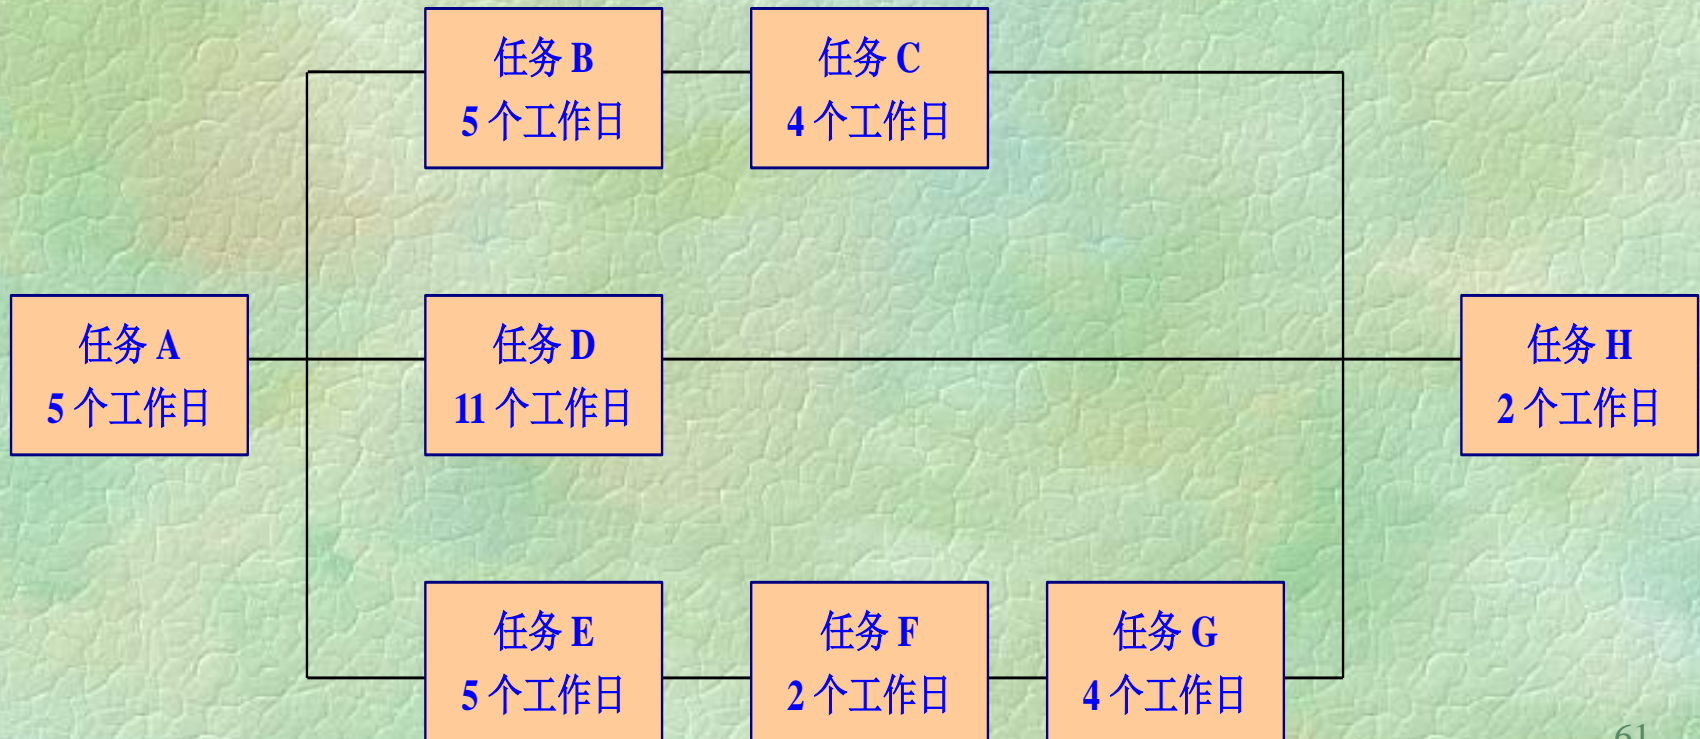 任务 B
5 个工作日
任务 C
4 个工作日
任务 A
5 个工作日
任务 D
11 个工作日
任务 H
2 个工作日
任务 E
5 个工作日
任务 F
2 个工作日
任务 G
4 个工作日
61